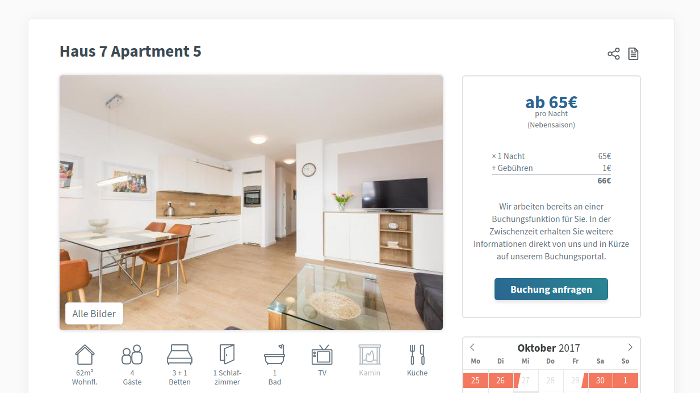 Haus 7 Apartment 5
Alle Bilder
62m²
Wohnfl.
4
Gäste
3 + 1
Betten
1 Schlaf-
zimmer
1
Bad
TV
Kamin
Küche
ab 65€
pro Nacht
(Nebensaison)
× 1 Nacht 65€
+ Gebühren 1€
66€
Wir arbeiten bereits an einer
Buchungsfunktion für Sie. In der
Zwischenzeit erhalten Sie weitere
Informationen direkt von uns und in Kürze
auf unserem Buchungsportal.
Buchung anfragen
Oktober 2017
Mo Di Mi Do Fr Sa So
25 26 27 28 29 30 1